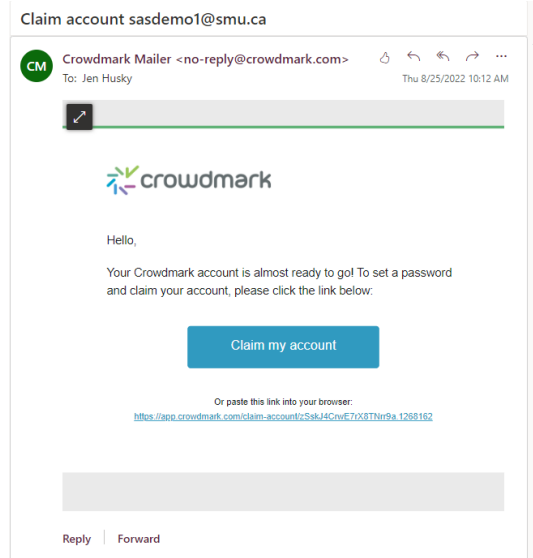 Claim account sasdemo1@smu.ca
CM
Crowdmark Mailer <no-reply@crowdmark.com>
To: Jen Husky
Thu 8/25/2022 10:12 AM
crowdmark
Hello,
Your Crowdmark account is almost ready to go! To set a password
and claim your account, please click the link below:
Claim my account
Or paste this link into your browser:
https://app.crowdmark.com/claim-account/zSskJ4CrwE7rX8TNrr9a.1268162
Reply
Forward